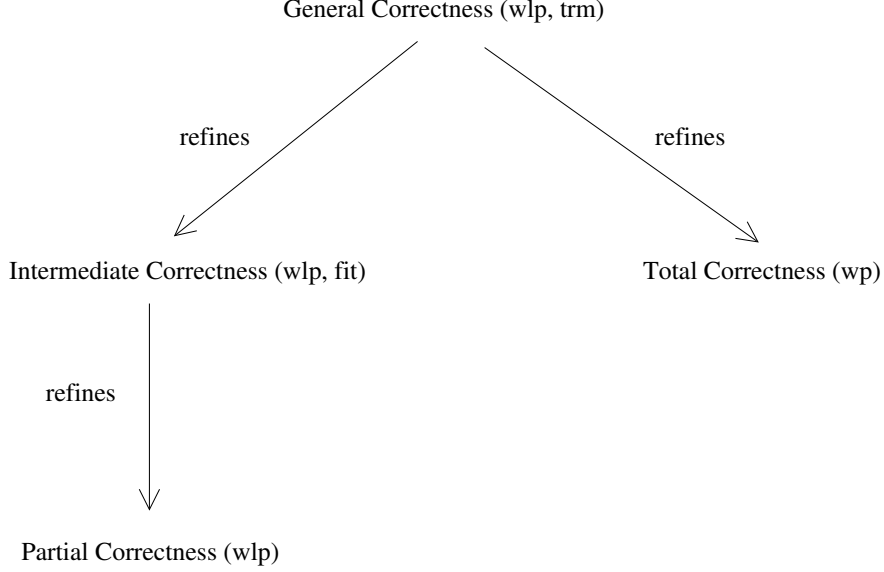 General Correctness (wlp, trm)
refines
refines
Intermediate Correctness (wlp, fit)
Total Correctness (wp)
refines
Partial Correctness (wlp)